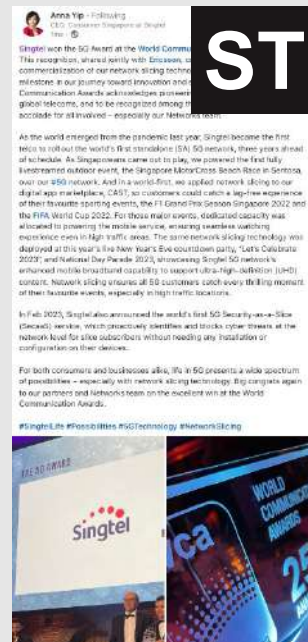 Anna Yip · Following
CEO, Consumer Singapore at Singtel
ST
Singtel won the 5G Award at the World Commu
This recognition, shared jointly with Ericsson,
commercialization of our network slicing techno
milestone in our journey toward innovation and
Communication Awards acknowledges pioneerin
global telecoms, and to be recognized among th
accolade for all involved – especially our Networks team.
As the world emerged from the pandemic last year, Singtel became the first
telco to rollout the world's first standalone (SA) 5G network, three years ahead
of schedule. As Singaporeans came out to play, we powered the first fully
livestreamed outdoor event, the Singapore MotorCross Beach Race in Sentosa,
over our #5G network. And in a world-first, we applied network slicing to our
digital app marketplace, CAST, so customers could catch a lag-free experience
of their favourite sporting events, the F1 Grand Prix Season Singapore 2022 and
the FIFA World Cup 2022. For those major events, dedicated capacity was
allocated to powering the mobile service, ensuring seamless watching
experience even in high traffic areas. The same network slicing technology was
deployed at this year's live New Year's Eve countdown party, "Let's Celebrate
2023" and National Day Parade 2023, showcasing Singtel 5G network's
enhanced mobile broadband capability to support ultra-high-definition (UHD)
content. Network slicing ensures all 5G customers catch every thrilling moment
of their favourite events, especially in high traffic locations.
In Feb 2023, Singtel also announced the world's first 5G Security-as-a-Slice
(SecaaS) service, which proactively identifies and blocks cyber threats at the
network level for slice subscribers without needing any installation or
configuration on their devices.
For both consumers and businesses alike, life in 5G presents a wide spectrum
of possibilities – especially with network slicing technology. Big congrats again
to our partners and Networks team on the excellent win at the World
Communication Awards.
#SingtelLife #Possibilities #5GTechnology #NetworkSlicing
THE 5G AWARD
Singtel
WORLD
COMMUN
AWARDS
ca